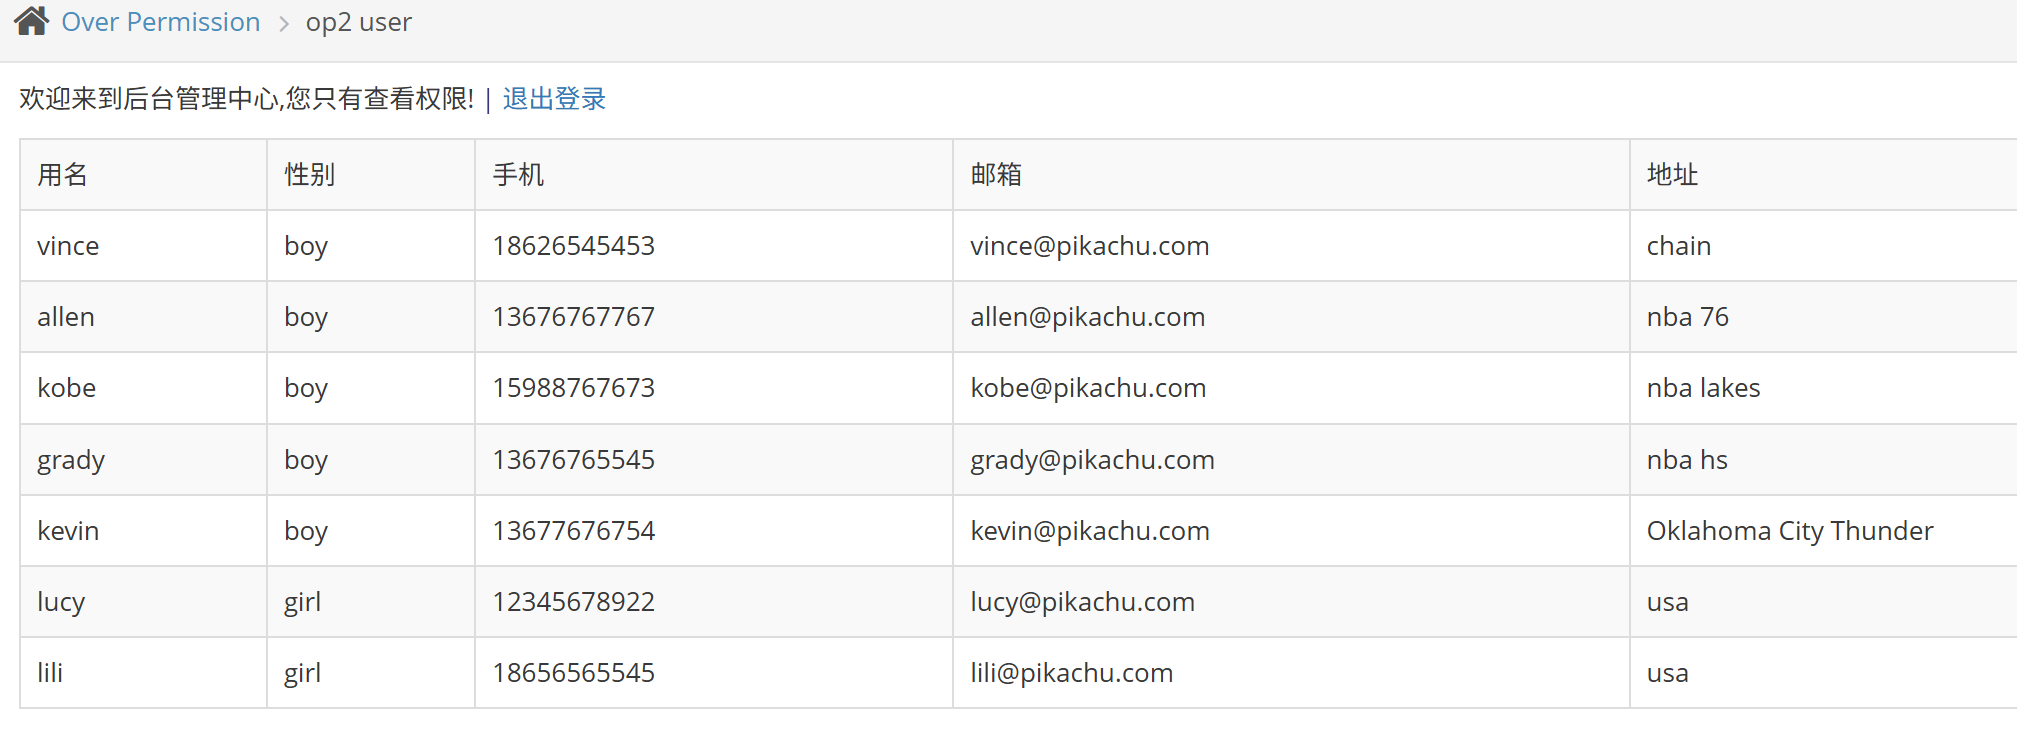 Over Permission > op2 user
欢迎来到后台管理中心,您只有查看权限! | 退出登录
用名 性别 手机 邮箱 地址
vince boy 18626545453 vince@pikachu.com chain
allen boy 13676767767 allen@pikachu.com nba 76
kobe boy 15988767673 kobe@pikachu.com nba lakes
grady boy 13676765545 grady@pikachu.com nba hs
kevin boy 13677676754 kevin@pikachu.com Oklahoma City Thunder
lucy girl 12345678922 lucy@pikachu.com usa
lili girl 18656565545 lili@pikachu.com usa